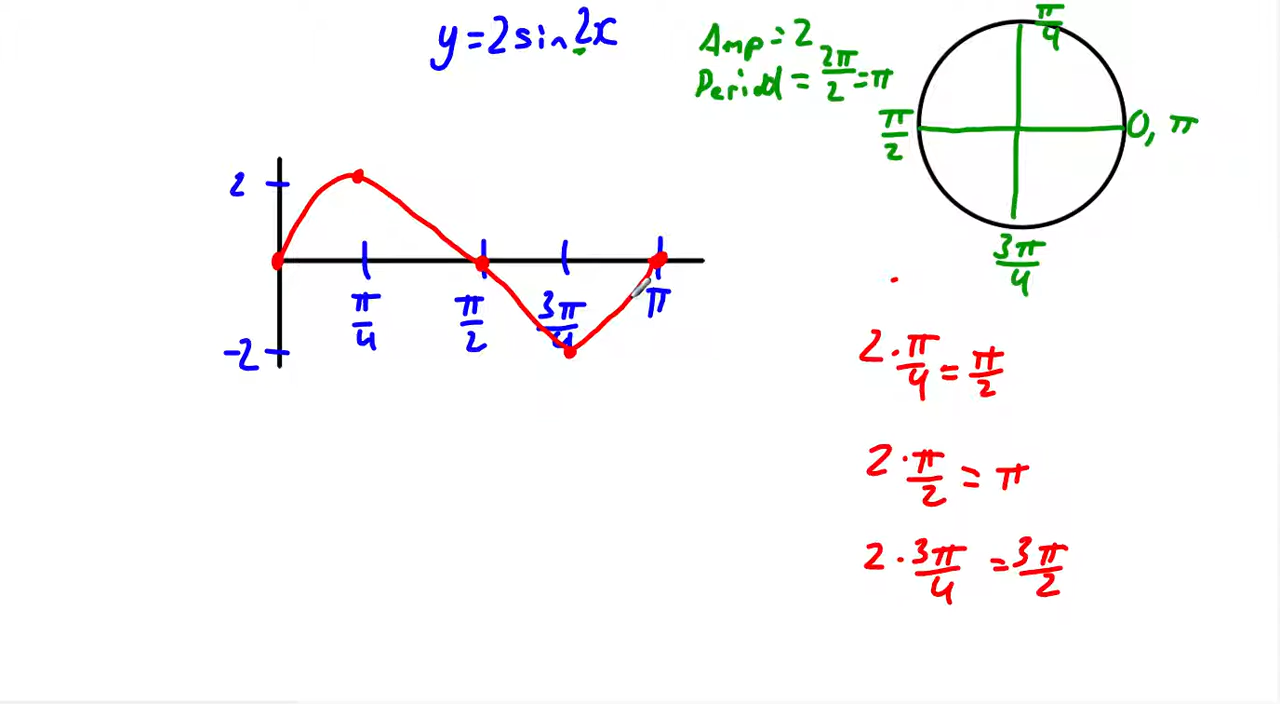 y=2sin2x
Amp=2
Period = 2π/2 =π
π/4
π/2
0, π
3π/4
2
-2
π/4
π/2
3π/4
π
2·π/4=π/2
2·π/2=π
2·3π/4=3π/2